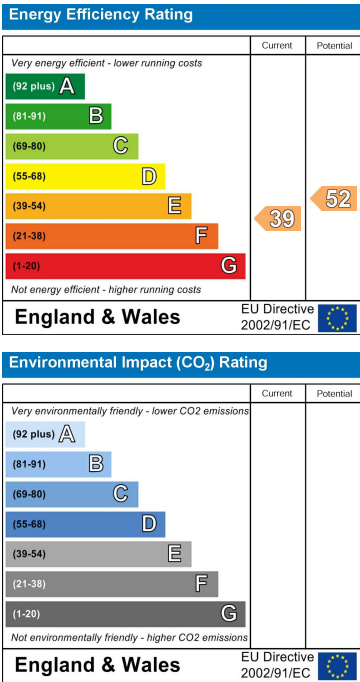 Energy Efficiency Rating
Current Potential
Very energy efficient - lower running costs
(92 plus) A
(81-91) B
(69-80) C
(55-68) D
(39-54) E
(21-38) F
(1-20) G
39
52
Not energy efficient - higher running costs
England & Wales
EU Directive
2002/91/EC
Environmental Impact (CO₂) Rating
Current Potential
Very environmentally friendly - lower CO2 emissions
(92 plus) A
(81-91) B
(69-80) C
(55-68) D
(39-54) E
(21-38) F
(1-20) G
Not environmentally friendly - higher CO2 emissions
England & Wales
EU Directive
2002/91/EC